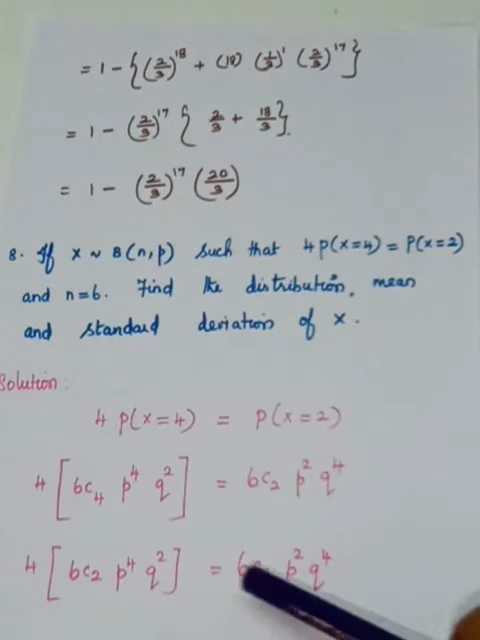 = 1 - {(2/3)^18 + (18) (1/3)^1 (2/3)^17}
= 1 - (2/3)^17 { 2/3 + 18/3 }.
= 1 - (2/3)^17 (20/3)
8. If X ~ B(n,p) such that 4P(X=4) = P(X=2)
and n=6. Find the distribution, mean
and standard deviation of X.
Solution:
4 P(X=4) = P(X=2)
4 [6C4 p^4 q^2] = 6C2 p^2 q^4
4 [6C2 p^4 q^2] = 6 p^2 q^4